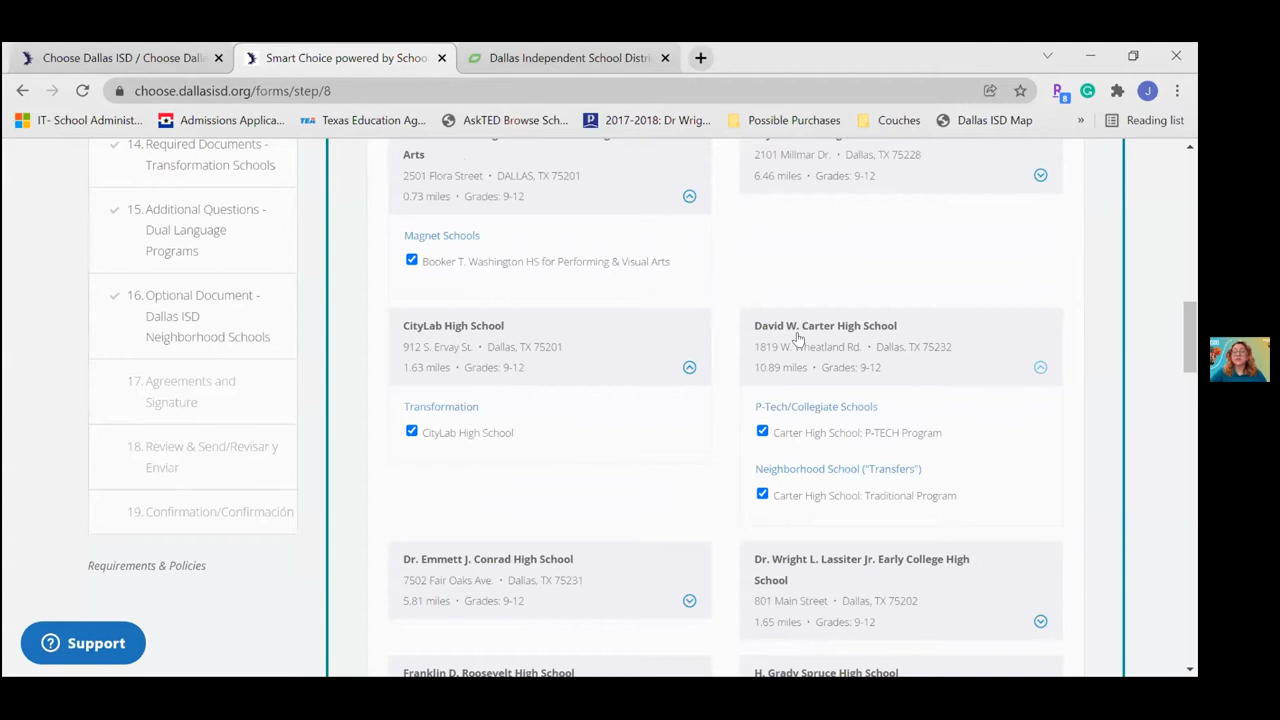 Choose Dallas ISD / Choose Dalla
Smart Choice powered by Schoo
Dallas Independent School Distri
choose.dallasisd.org/forms/step/8
8
J
IT- School Administ...
Admissions Applica...
TEA Texas Education Ag...
AskTED Browse Sch...
2017-2018: Dr Wrig...
Possible Purchases
Couches
Dallas ISD Map
»
Reading list
14. Required Documents -
Transformation Schools
15. Additional Questions -
Dual Language
Programs
16. Optional Document -
Dallas ISD
Neighborhood Schools
17. Agreements and
Signature
18. Review & Send/Revisar y
Enviar
19. Confirmation/Confirmación
Requirements & Policies
Support
Arts
2501 Flora Street • DALLAS, TX 75201
0.73 miles • Grades: 9-12
Magnet Schools
Booker T. Washington HS for Performing & Visual Arts
2101 Millmar Dr. • Dallas, TX 75228
6.46 miles • Grades: 9-12
CityLab High School
912 S. Ervay St. • Dallas, TX 75201
1.63 miles • Grades: 9-12
Transformation
CityLab High School
David W. Carter High School
1819 W. Wheatland Rd. • Dallas, TX 75232
10.89 miles • Grades: 9-12
P-Tech/Collegiate Schools
Carter High School: P-TECH Program
Neighborhood School ("Transfers")
Carter High School: Traditional Program
Dr. Emmett J. Conrad High School
7502 Fair Oaks Ave. • Dallas, TX 75231
5.81 miles • Grades: 9-12
Dr. Wright L. Lassiter Jr. Early College High
School
801 Main Street • Dallas, TX 75202
1.65 miles • Grades: 9-12
Franklin D. Roosevelt High School
H. Grady Spruce High School